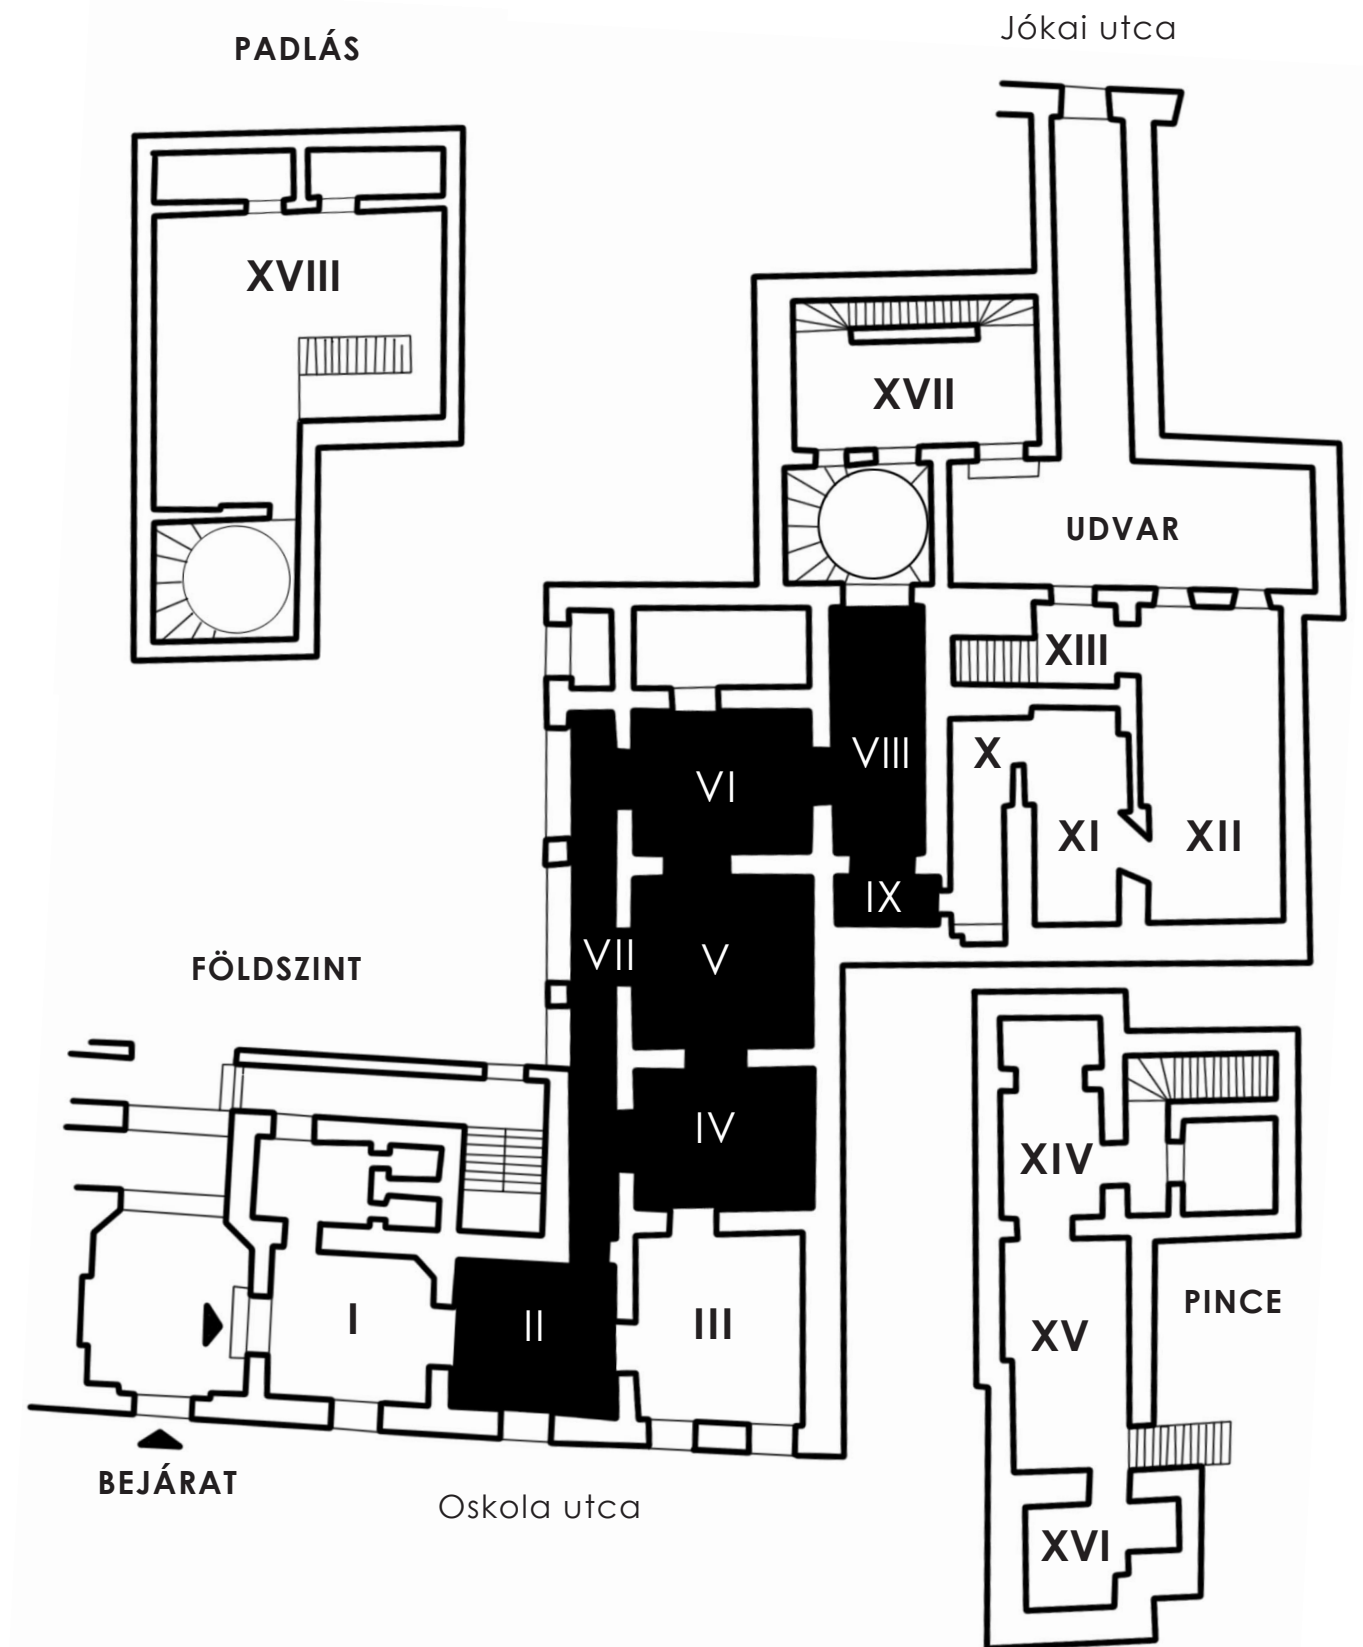 Jókai utca
PADLÁS
XVIII
XVII
UDVAR
XIII
VIII
X
VI
XI
XII
IX
FÖLDSZINT
VII
V
IV
XIV
PINCE
I
II
III
XV
BEJÁRAT
Oskola utca
XVI